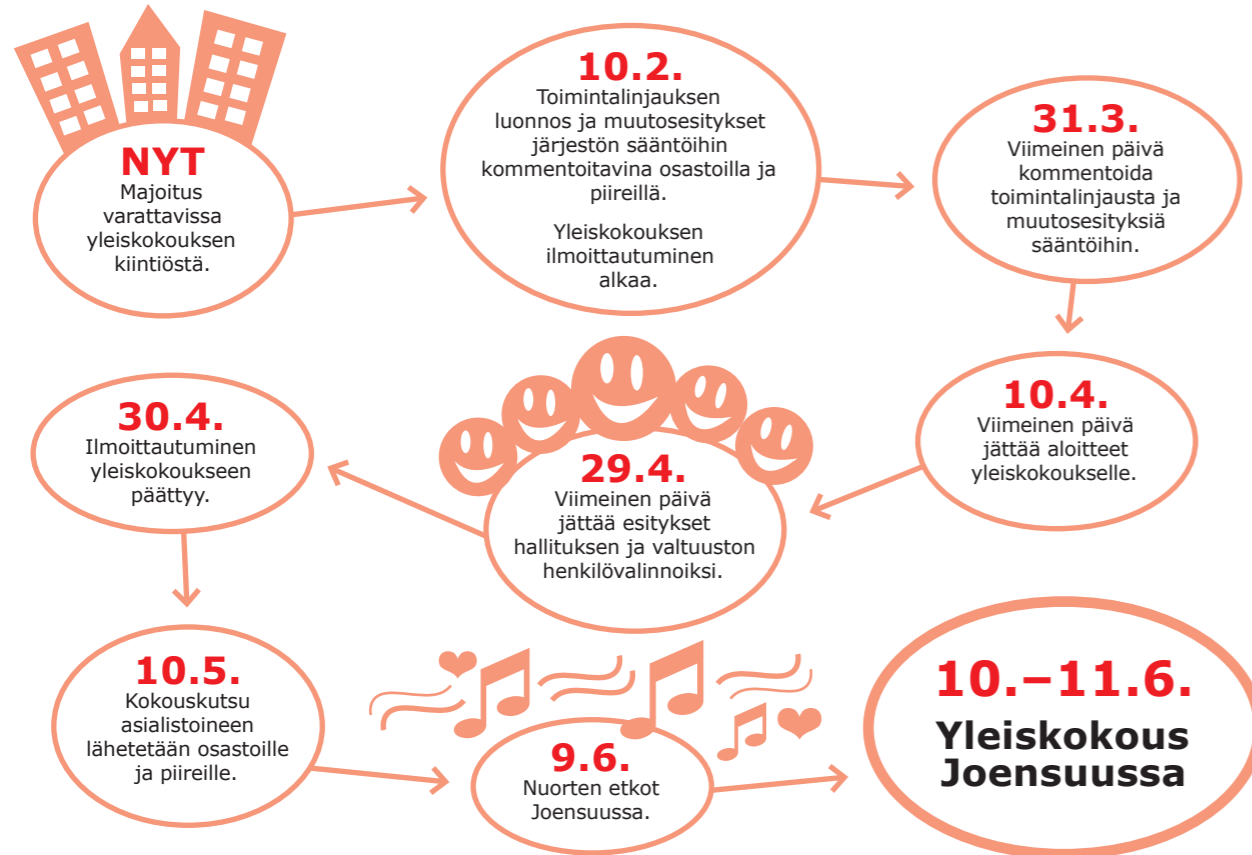 NYT
Majoitus
varattavissa
yleiskokouksen
kiintiöstä.
10.2.
Toimintalinjauksen
luonnos ja muutosesitykset
järjestön sääntöihin
kommentoitavina osastoilla ja
piireillä.
Yleiskokouksen
ilmoittautuminen
alkaa.
31.3.
Viimeinen päivä
kommentoida
toimintalinjausta ja
muutosesityksiä
sääntöihin.
10.4.
Viimeinen päivä
jättää aloitteet
yleiskokoukselle.
29.4.
Viimeinen päivä
jättää esitykset
hallituksen ja valtuuston
henkilövalinnoiksi.
30.4.
Ilmoittautuminen
yleiskokoukseen
päättyy.
10.5.
Kokouskutsu
asialistoineen
lähetetään osastoille
ja piireille.
9.6.
Nuorten etkot
Joensuussa.
10.–11.6.
Yleiskokous
Joensuussa